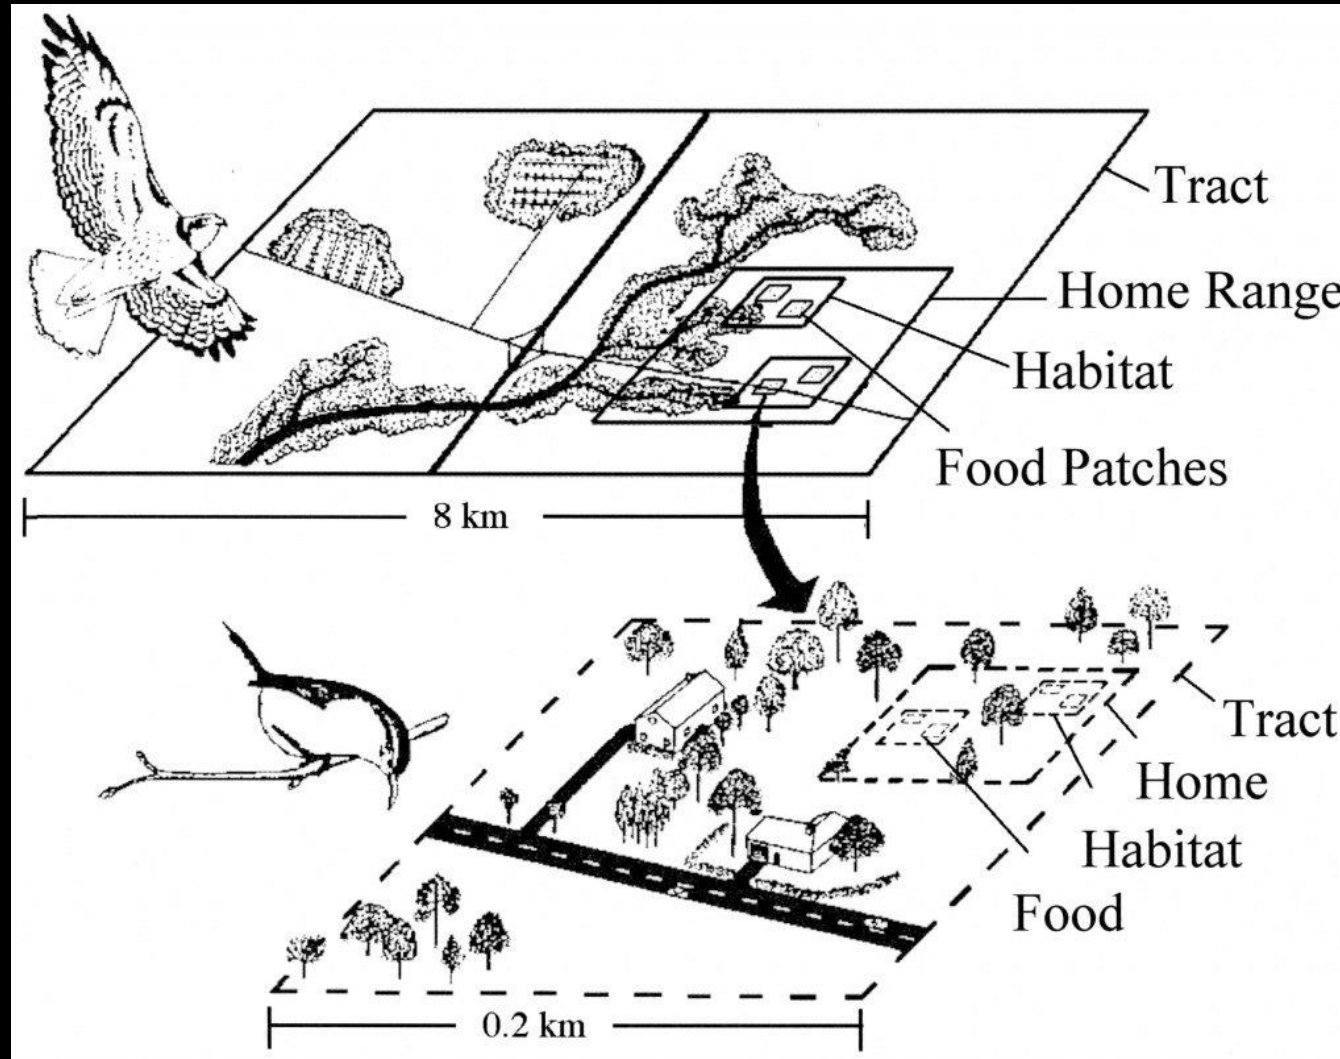 Tract
Home Range
Habitat
Food Patches
8 km
Tract
Home
Habitat
Food
0.2 km